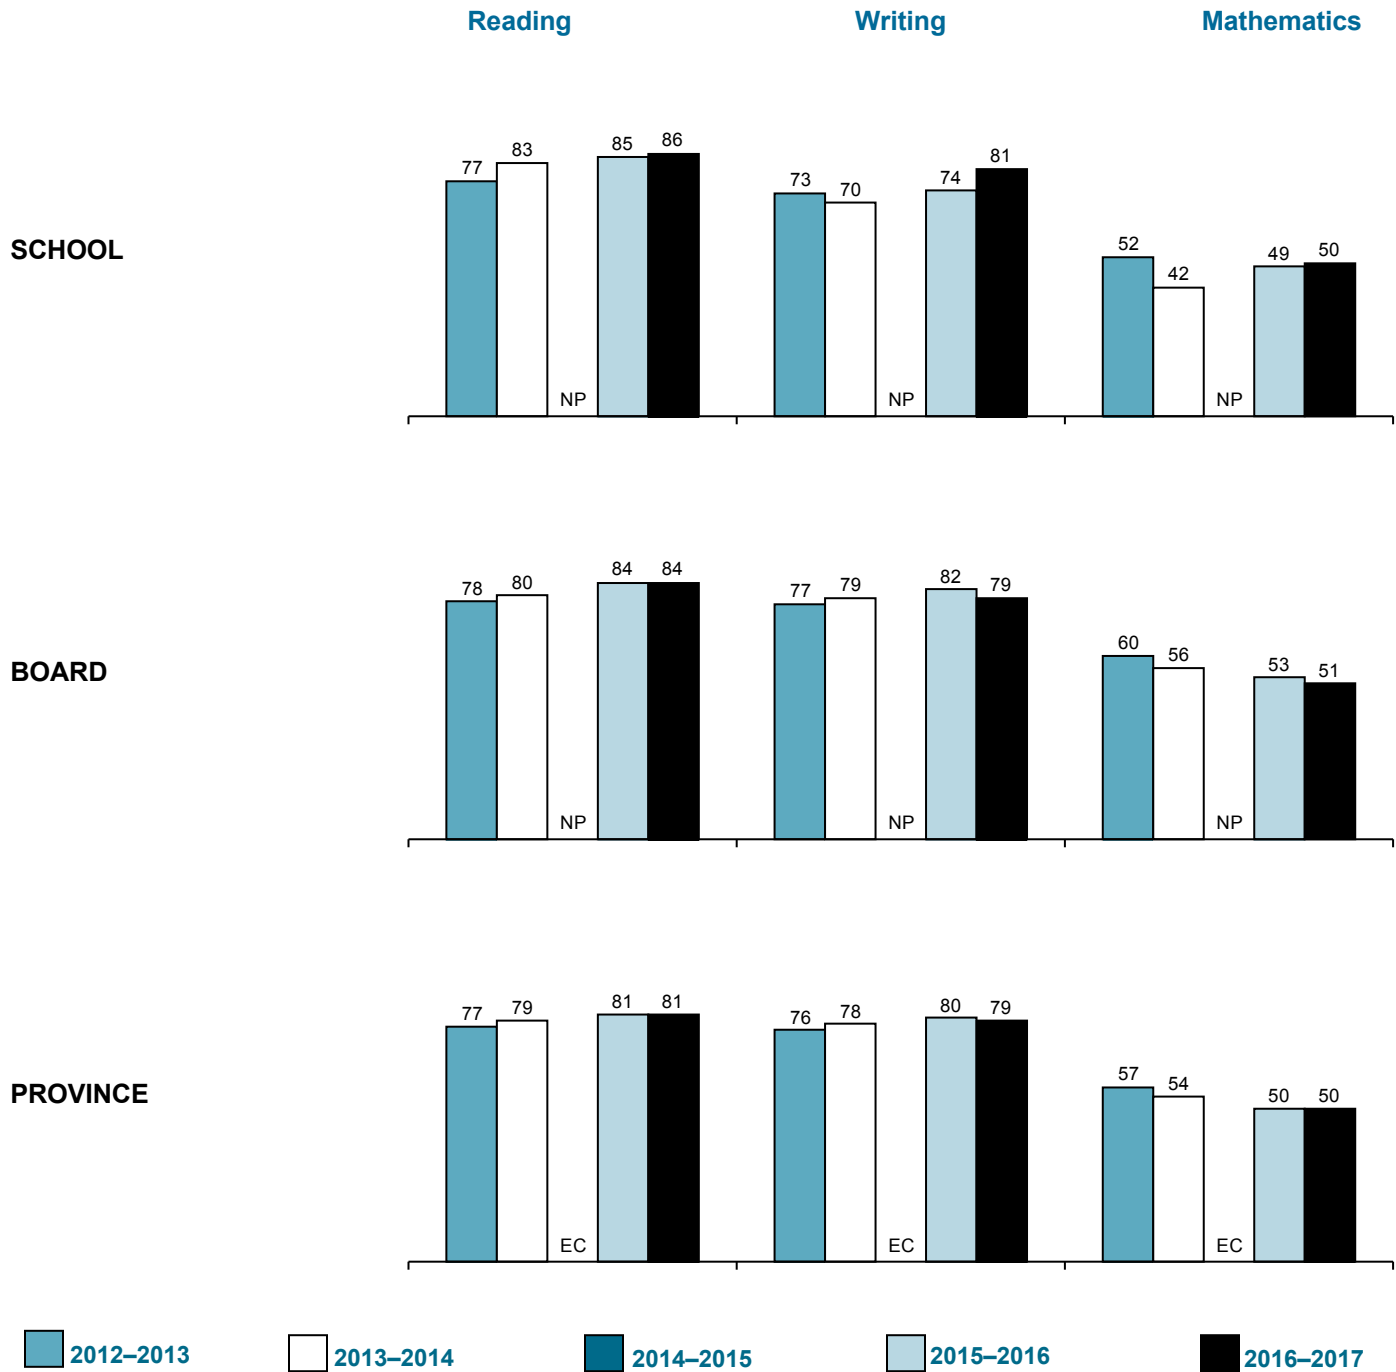 Reading Writing Mathematics
SCHOOL
77 83 NP 85 86 73 70 NP 74 81 52 42 NP 49 50
BOARD
78 80 NP 84 84 77 79 NP 82 79 60 56 NP 53 51
PROVINCE
77 79 EC 81 81 76 78 EC 80 79 57 54 EC 50 50
2012–2013 2013–2014 2014–2015 2015–2016 2016–2017